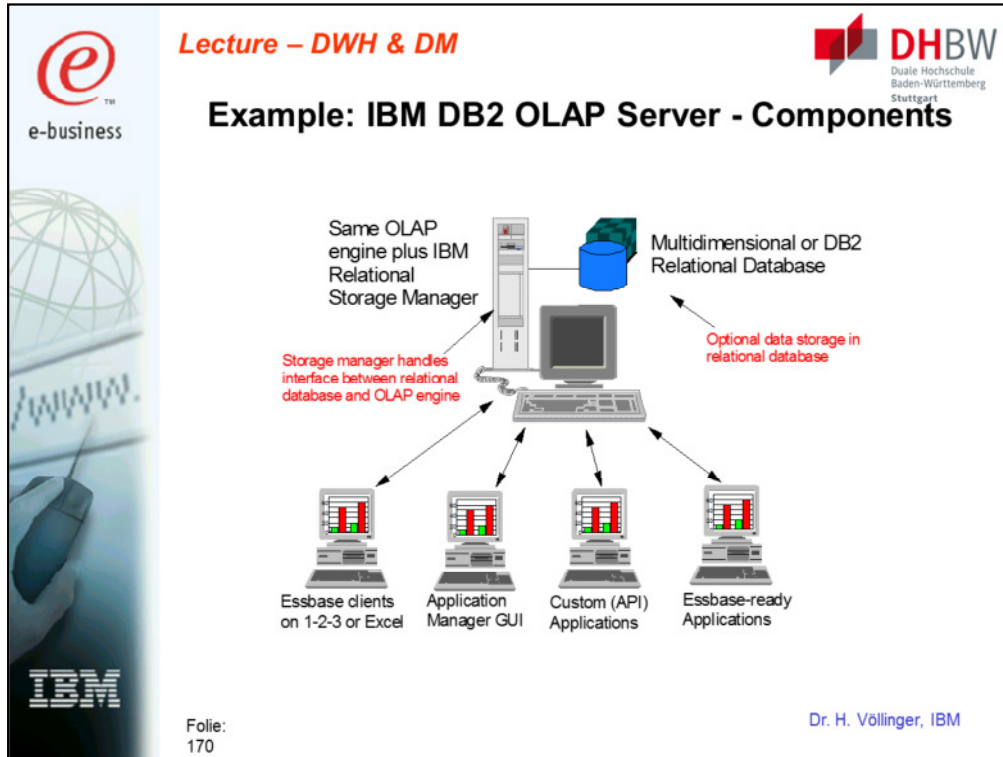 Lecture – DWH & DM
DHBW
Duale Hochschule
Baden-Württemberg
Stuttgart
e
TM
e-business
Example: IBM DB2 OLAP Server - Components
Same OLAP
engine plus IBM
Relational
Storage Manager
Multidimensional or DB2
Relational Database
Storage manager handles
interface between relational
database and OLAP engine
Optional data storage in
relational database
Essbase clients
on 1-2-3 or Excel
Application
Manager GUI
Custom (API)
Applications
Essbase-ready
Applications
IBM
Folie:
170
Dr. H. Völlinger, IBM